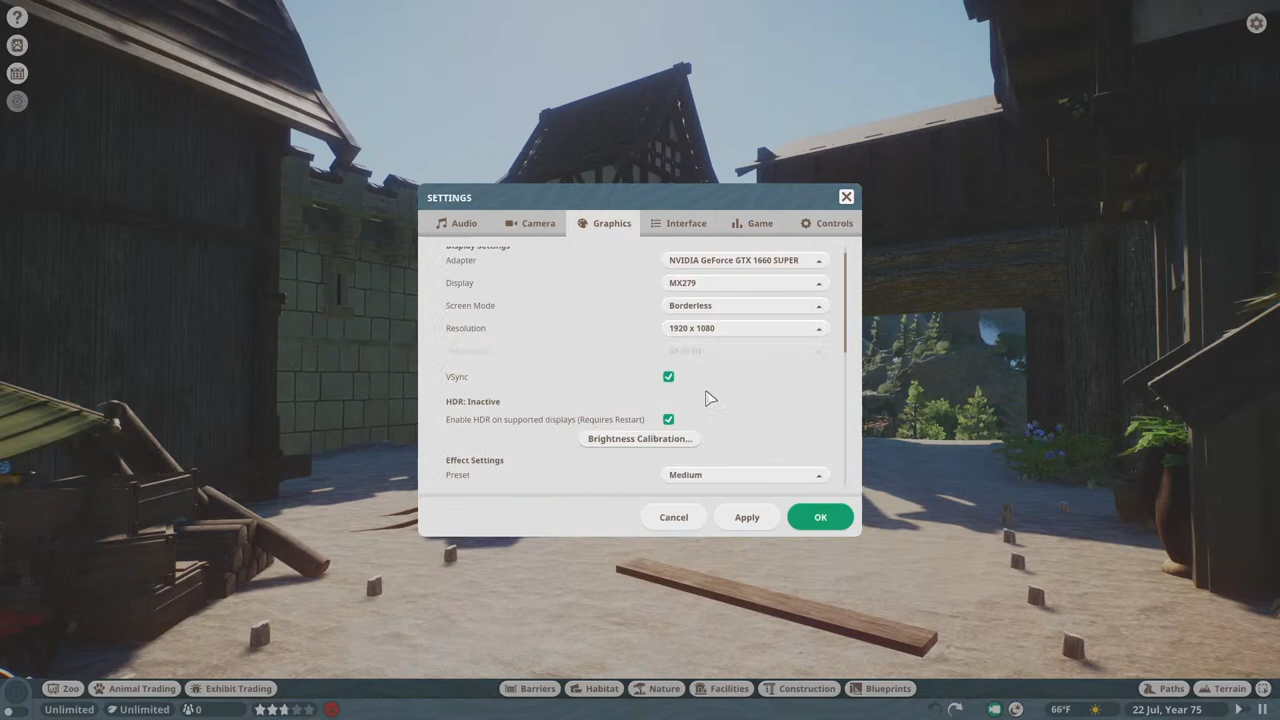 ?
SETTINGS
Audio
Camera
Graphics
Interface
Game
Controls
Display Settings
Adapter
NVIDIA GeForce GTX 1660 SUPER
Display
MX279
Screen Mode
Borderless
Resolution
1920 x 1080
VSync
HDR: Inactive
Enable HDR on supported displays (Requires Restart)
Brightness Calibration...
Effect Settings
Preset
Medium
Cancel
Apply
OK
Zoo
Animal Trading
Exhibit Trading
Barriers
Habitat
Nature
Facilities
Construction
Blueprints
Paths
Terrain
Unlimited
Unlimited
0
66°F
22 Jul, Year 75